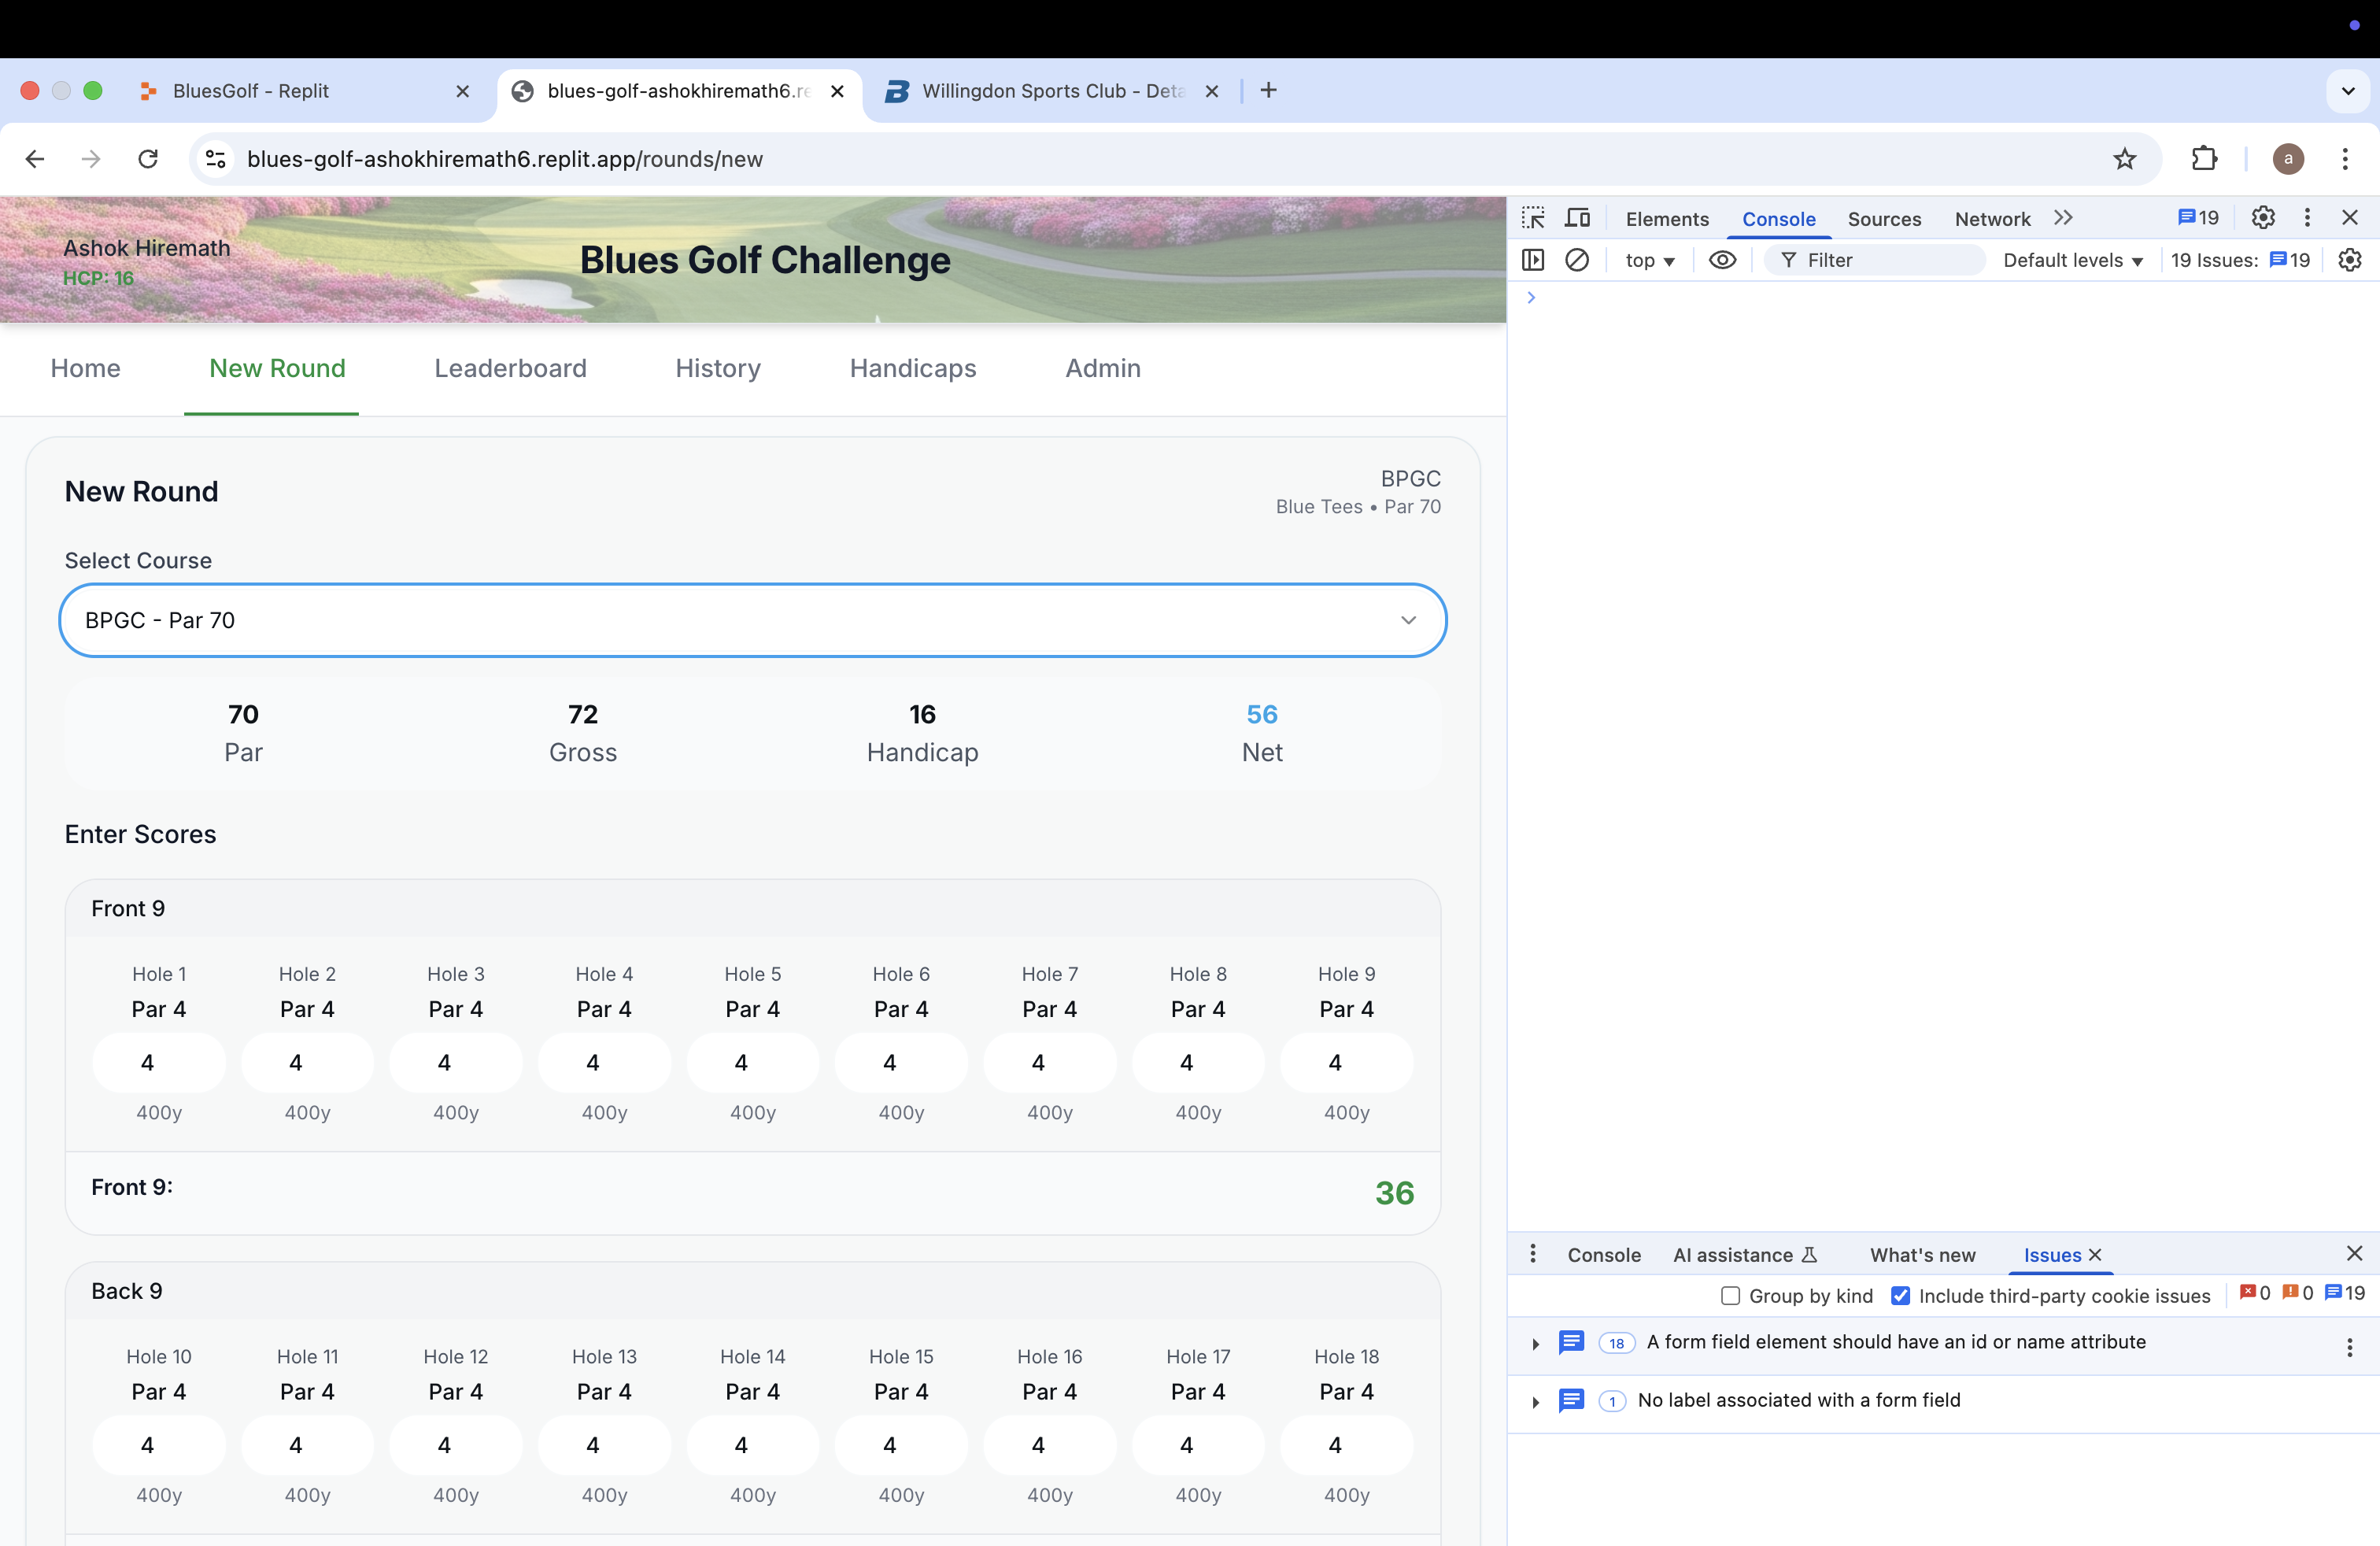 BluesGolf - Replit
blues-golf-ashokhiremath6.re
Willingdon Sports Club - Deta
blues-golf-ashokhiremath6.replit.app/rounds/new
a
Ashok Hiremath
HCP: 16
Blues Golf Challenge
Home New Round Leaderboard History Handicaps Admin
New Round
BPGC
Blue Tees • Par 70
Select Course
BPGC - Par 70
70 72 16 56
Par Gross Handicap Net
Enter Scores
Front 9
Hole 1 Hole 2 Hole 3 Hole 4 Hole 5 Hole 6 Hole 7 Hole 8 Hole 9
Par 4 Par 4 Par 4 Par 4 Par 4 Par 4 Par 4 Par 4 Par 4
4 4 4 4 4 4 4 4 4
400y 400y 400y 400y 400y 400y 400y 400y 400y
Front 9: 36
Back 9
Hole 10 Hole 11 Hole 12 Hole 13 Hole 14 Hole 15 Hole 16 Hole 17 Hole 18
Par 4 Par 4 Par 4 Par 4 Par 4 Par 4 Par 4 Par 4 Par 4
4 4 4 4 4 4 4 4 4
400y 400y 400y 400y 400y 400y 400y 400y 400y
Elements Console Sources Network 19
top Filter Default levels 19 Issues: 19
Console AI assistance What's new Issues
Group by kind Include third-party cookie issues 0 0 19
18 A form field element should have an id or name attribute
1 No label associated with a form field